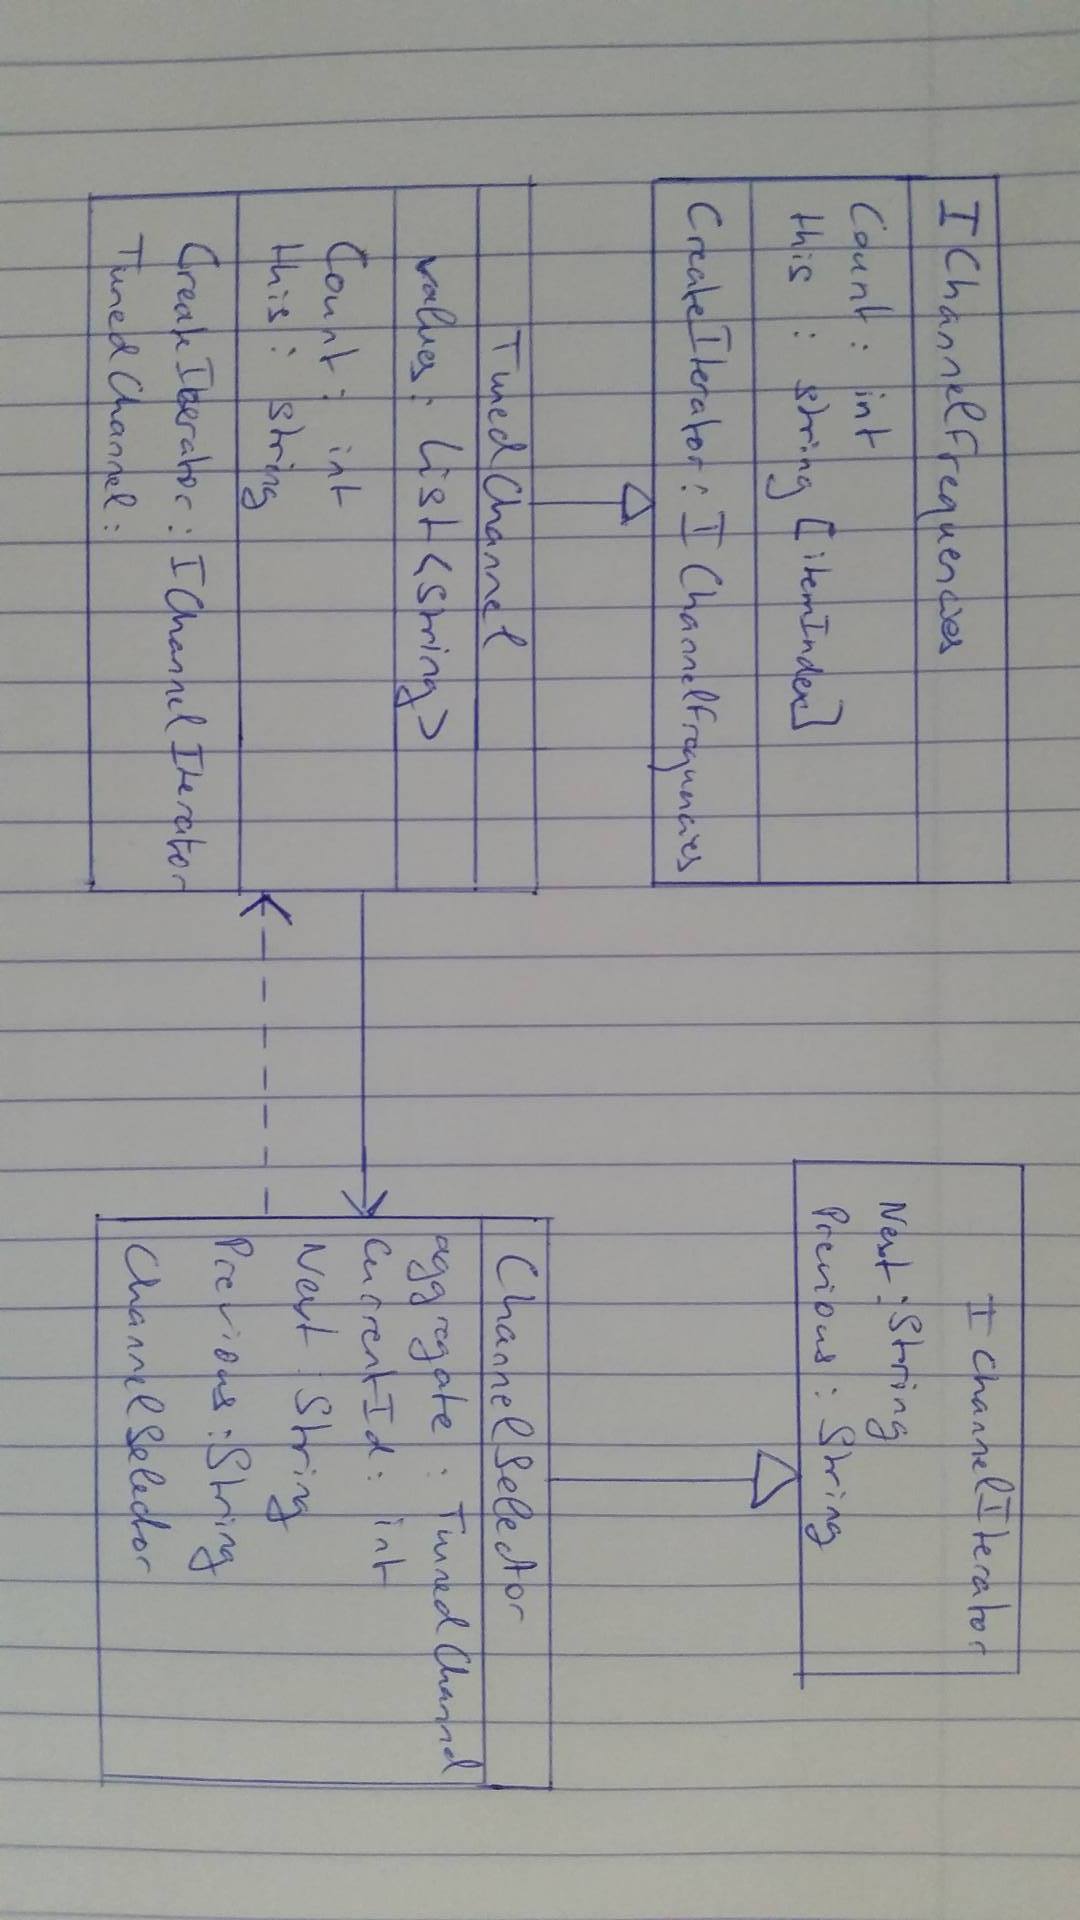 IChannelFrequencies
Count : int
this : string [itemIndex]
CreateIterator : IChannelFrequencies
TunedChannel
values : List<String>
Count : int
this : string
CreateIterator : IChannelIterator
TunedChannel :
IChannelIterator
Next : String
Previous : String
ChannelSelector
aggregate : TunedChannel
CurrentId : int
Next : String
Previous : String
ChannelSelector